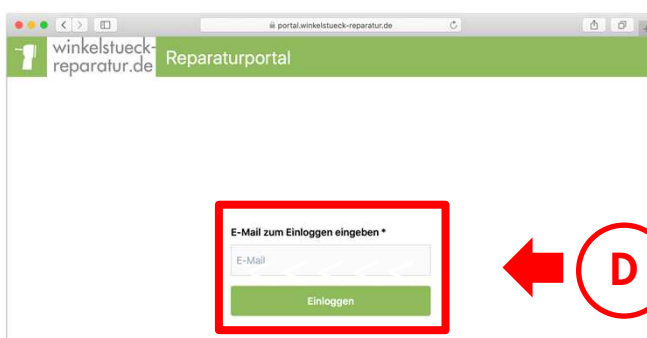 portal.winkelstueck-reparatur.de
winkelstueck-
reparatur.de
Reparaturportal
E-Mail zum Einloggen eingeben *
E-Mail
Einloggen
D